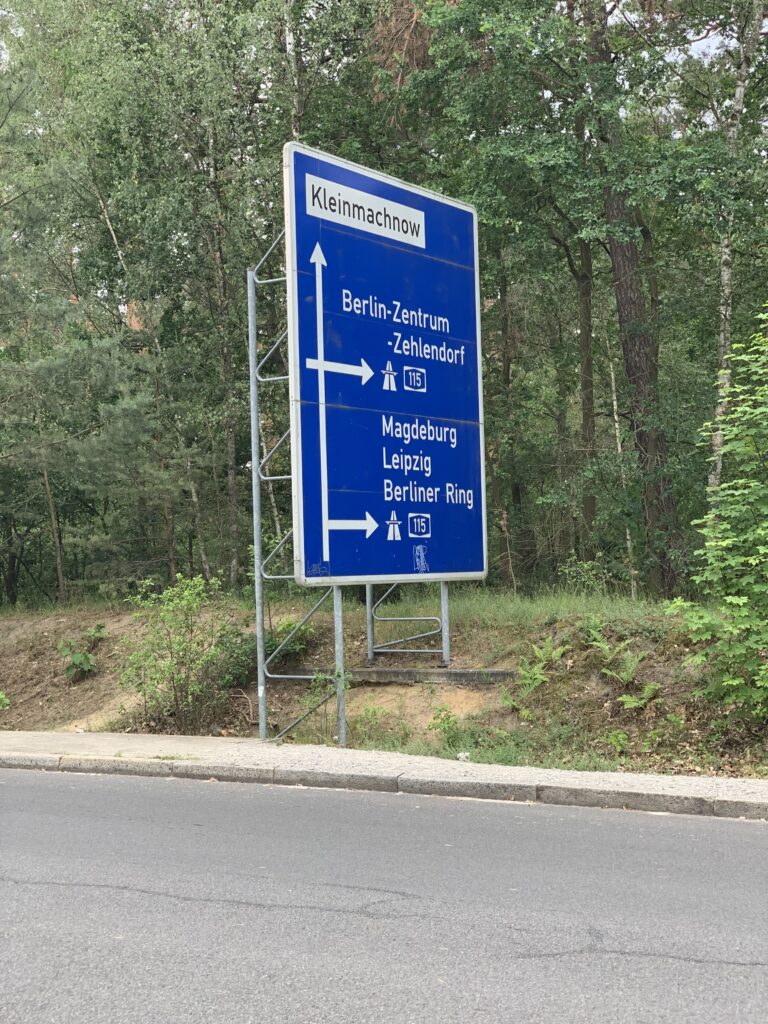 Kleinmachnow
Berlin-Zentrum
-Zehlendorf
115
Magdeburg
Leipzig
Berliner Ring
115